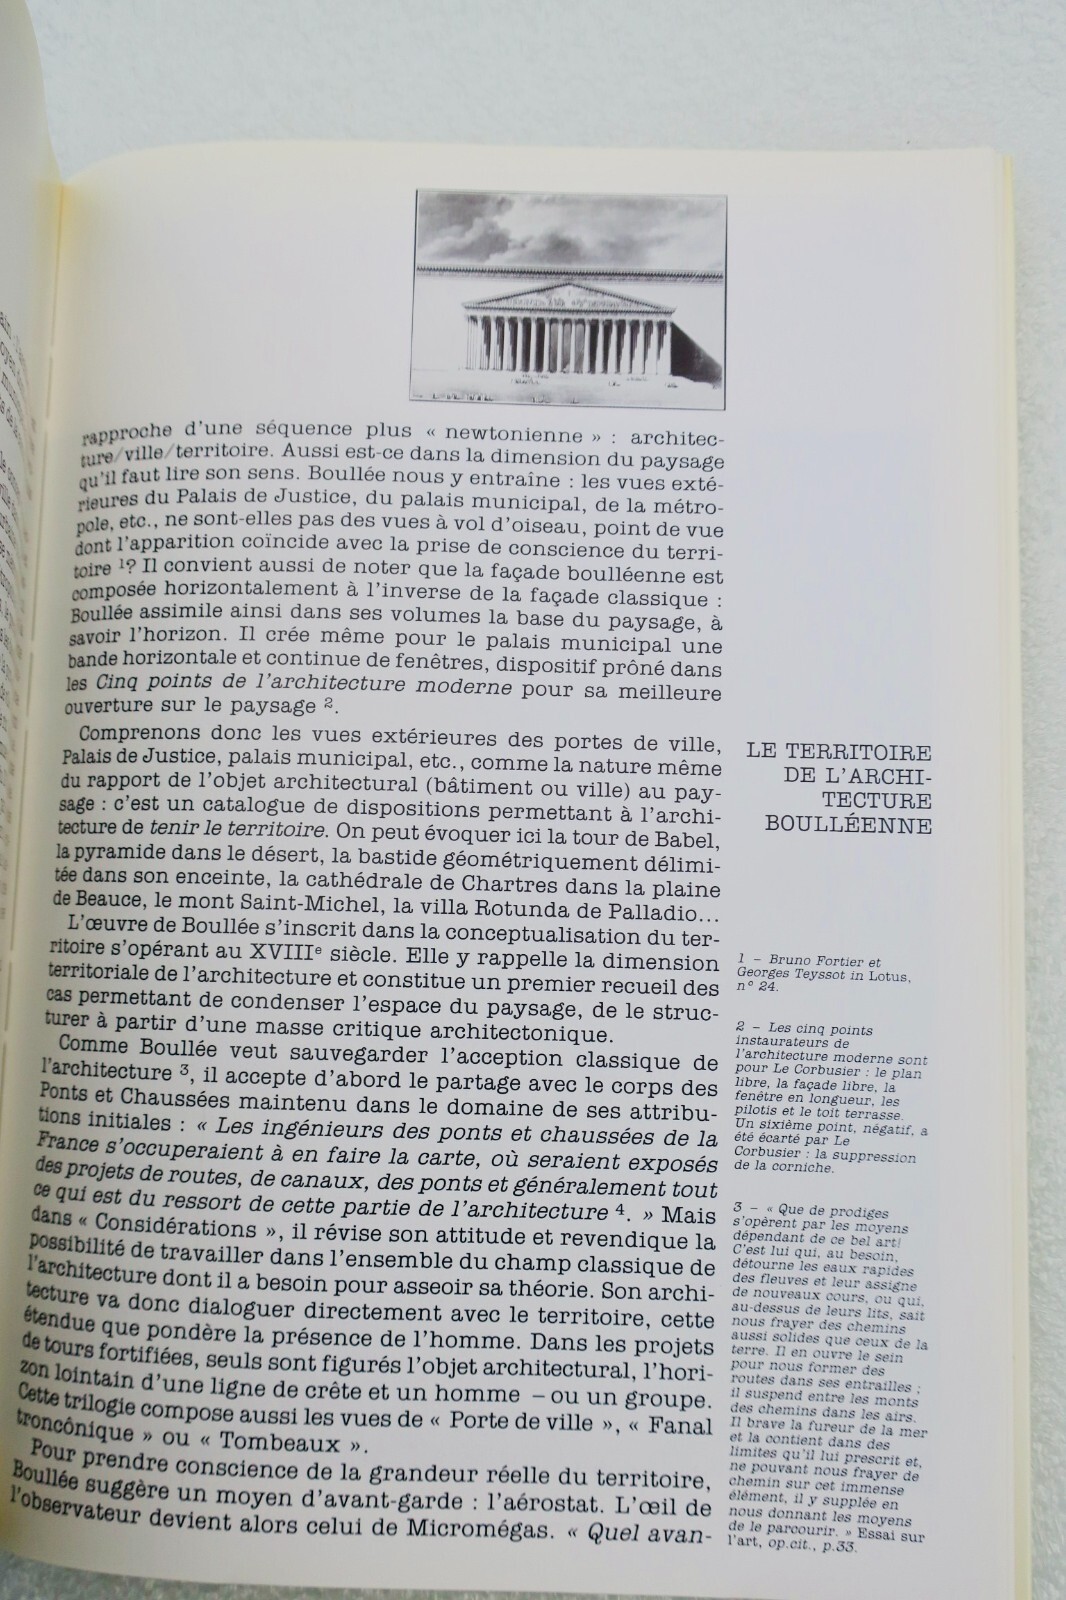 rapproche d'une séquence plus « newtonienne » : architec-
ture/ville/territoire. Aussi est-ce dans la dimension du paysage
qu'il faut lire son sens. Boullée nous y entraîne : les vues exté-
rieures du Palais de Justice, du palais municipal, de la métro-
pole, etc., ne sont-elles pas des vues à vol d'oiseau, point de vue
dont l'apparition coïncide avec la prise de conscience du terri-
toire 1? Il convient aussi de noter que la façade boulléenne est
composée horizontalement à l'inverse de la façade classique :
Boullée assimile ainsi dans ses volumes la base du paysage, à
savoir l'horizon. Il crée même pour le palais municipal une
bande horizontale et continue de fenêtres, dispositif prôné dans
les Cinq points de l'architecture moderne pour sa meilleure
ouverture sur le paysage 2.
Comprenons donc les vues extérieures des portes de ville,
Palais de Justice, palais municipal, etc., comme la nature même
du rapport de l'objet architectural (bâtiment ou ville) au pay-
sage : c'est un catalogue de dispositions permettant à l'archi-
tecture de tenir le territoire. On peut évoquer ici la tour de Babel,
la pyramide dans le désert, la bastide géométriquement délimi-
tée dans son enceinte, la cathédrale de Chartres dans la plaine
de Beauce, le mont Saint-Michel, la villa Rotunda de Palladio...
L'œuvre de Boullée s'inscrit dans la conceptualisation du ter-
ritoire s'opérant au XVIIIe siècle. Elle y rappelle la dimension
territoriale de l'architecture et constitue un premier recueil des
cas permettant de condenser l'espace du paysage, de le struc-
turer à partir d'une masse critique architectonique.
Comme Boullée veut sauvegarder l'acception classique de
l'architecture 3, il accepte d'abord le partage avec le corps des
Ponts et Chaussées maintenu dans le domaine de ses attribu-
tions initiales : « Les ingénieurs des ponts et chaussées de la
France s'occuperaient à en faire la carte, où seraient exposés
des projets de routes, de canaux, des ponts et généralement tout
ce qui est du ressort de cette partie de l'architecture 4. » Mais
dans « Considérations », il révise son attitude et revendique la
possibilité de travailler dans l'ensemble du champ classique de
l'architecture dont il a besoin pour asseoir sa théorie. Son archi-
tecture va donc dialoguer directement avec le territoire, cette
étendue que pondère la présence de l'homme. Dans les projets
de tours fortifiées, seuls sont figurés l'objet architectural, l'hori-
zon lointain d'une ligne de crête et un homme – ou un groupe.
Cette trilogie compose aussi les vues de « Porte de ville », « Fanal
troncônique » ou « Tombeaux ».
Pour prendre conscience de la grandeur réelle du territoire,
Boullée suggère un moyen d'avant-garde : l'aérostat. L'œil de
l'observateur devient alors celui de Micromégas. « Quel avan-
LE TERRITOIRE
DE L'ARCHI-
TECTURE
BOULLÉENNE
1 – Bruno Fortier et
Georges Teyssot in Lotus,
n° 24.
2 – Les cinq points
instaurateurs de
l'architecture moderne sont
pour Le Corbusier : le plan
libre, la façade libre, la
fenêtre en longueur, les
pilotis et le toit terrasse.
Un sixième point, négatif, a
été écarté par Le
Corbusier : la suppression
de la corniche.
3 – « Que de prodiges
s'opèrent par les moyens
dépendant de ce bel art!
C'est lui qui, au besoin,
détourne les eaux rapides
des fleuves et leur assigne
de nouveaux cours, ou qui,
au-dessus de leurs lits, sait
nous frayer des chemins
aussi solides que ceux de la
terre. Il en ouvre le sein
pour nous former des
routes dans ses entrailles ;
il suspend entre les monts
des chemins dans les airs.
Il brave la fureur de la mer
et la contient dans des
limites qu'il lui prescrit et,
ne pouvant nous frayer de
chemin sur cet immense
élément, il y supplée en
nous donnant les moyens
de le parcourir. » Essai sur
l'art, op.cit., p.33.